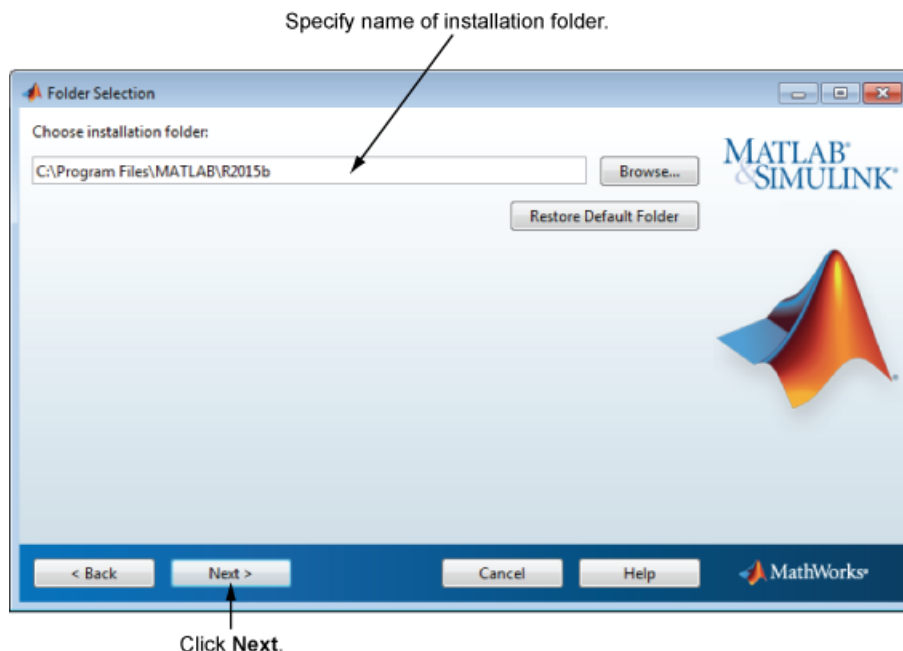 Specify name of installation folder.
Folder Selection
Choose installation folder:
C:\Program Files\MATLAB\R2015b
Browse...
Restore Default Folder
MATLAB®
&SIMULINK®
< Back
Next >
Cancel
Help
MathWorks®
Click Next.